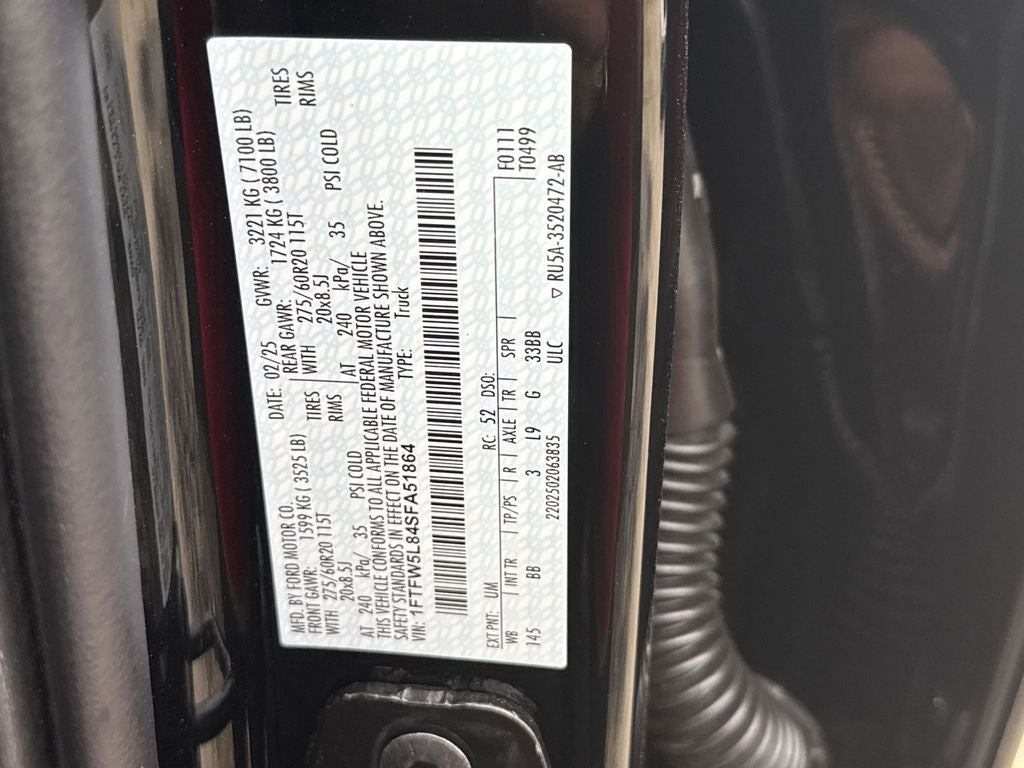 MFD. BY FORD MOTOR CO.
DATE: 02/25 GVWR: 3221 KG ( 7100 LB)
FRONT GAWR: 1599 KG ( 3525 LB)
REAR GAWR: 1724 KG ( 3800 LB)
WITH 275/60R20 115T TIRES
WITH 275/60R20 115T TIRES
20x8.5J RIMS
20x8.5J RIMS
AT 240 kPa/ 35 PSI COLD
AT 240 kPa/ 35 PSI COLD
THIS VEHICLE CONFORMS TO ALL APPLICABLE FEDERAL MOTOR VEHICLE
SAFETY STANDARDS IN EFFECT ON THE DATE OF MANUFACTURE SHOWN ABOVE.
VIN: 1FTFW5L84SFA51864 TYPE: Truck
EXT PNT: UM RC: 52 DSO: F0111
WB INT TR TP/PS R AXLE TR SPR T0499
145 BB 3 L9 G 33BB
2202502063835 ULC ▽ RU5A-3520472-AB